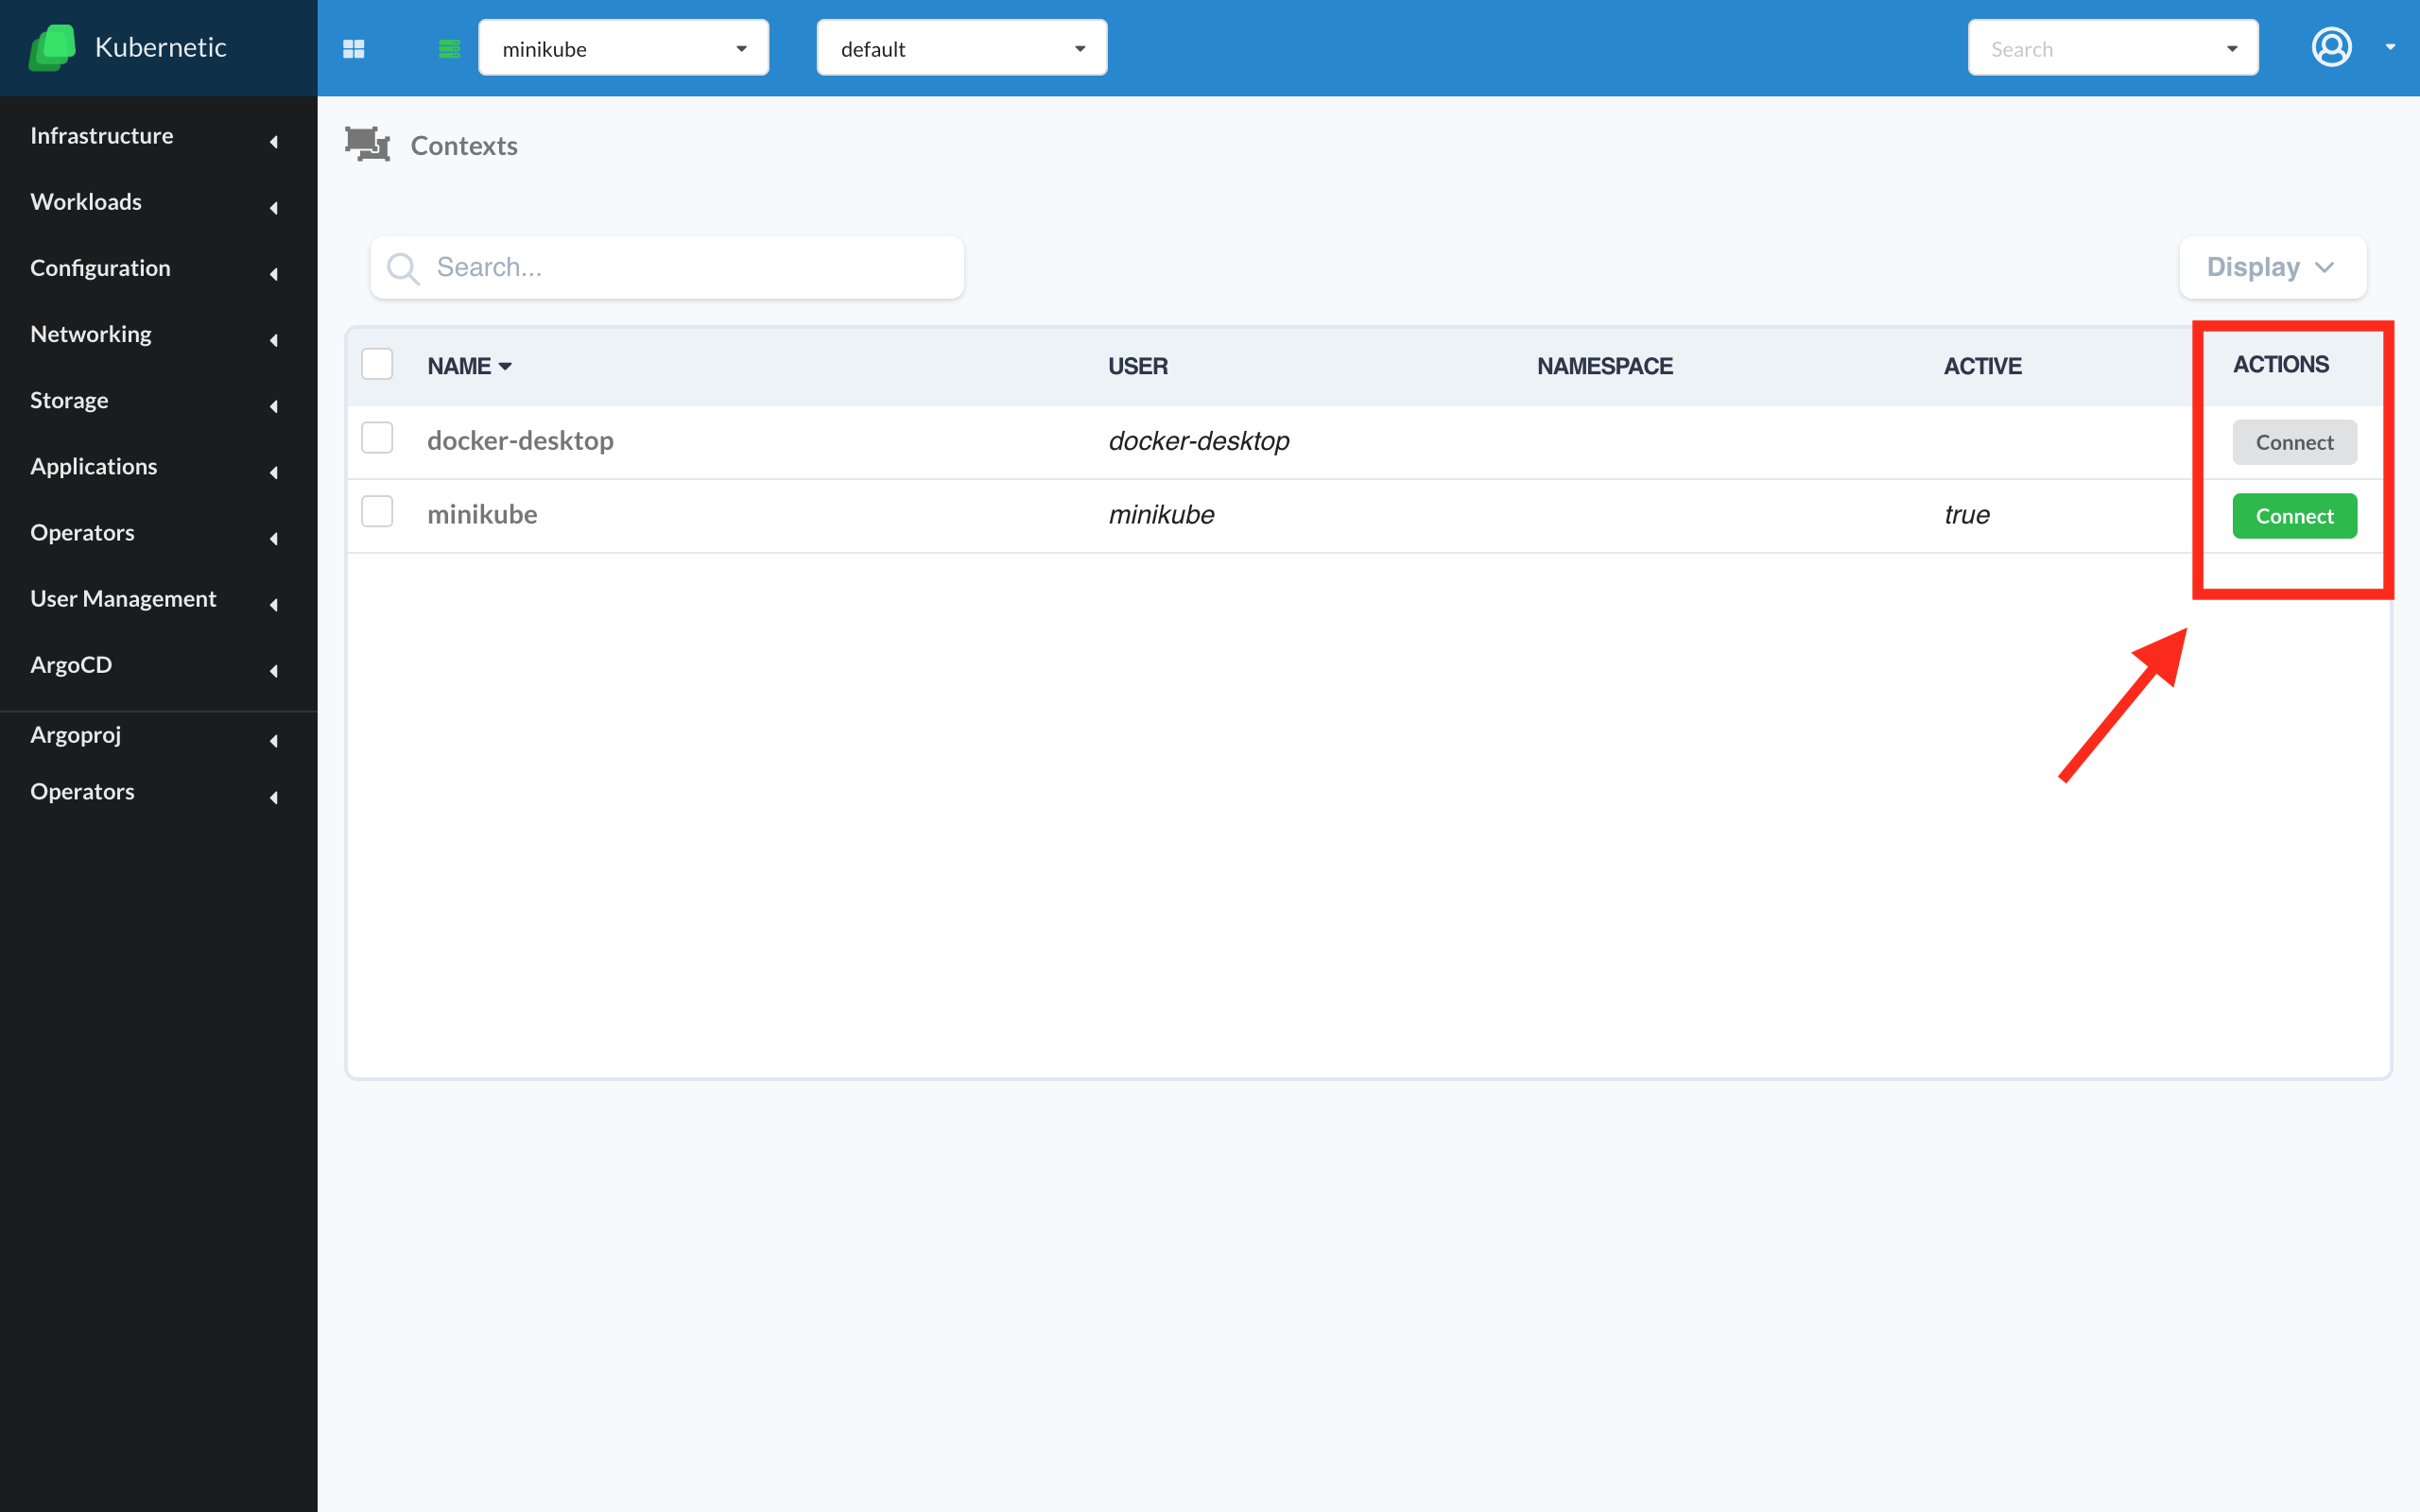 Kubernetic
minikube
default
Search
Infrastructure
Workloads
Configuration
Networking
Storage
Applications
Operators
User Management
ArgoCD
Argoproj
Operators
Contexts
Search...
Display
NAME USER NAMESPACE ACTIVE ACTIONS
docker-desktop docker-desktop Connect
minikube minikube true Connect